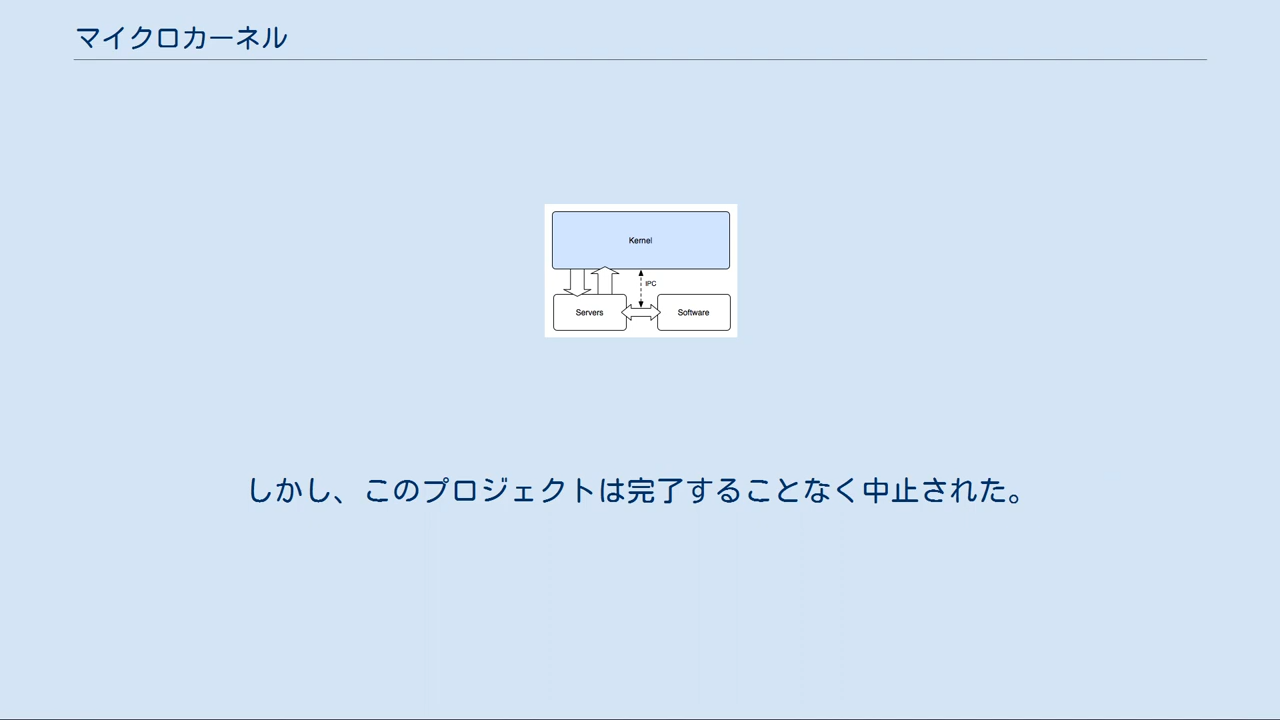 マイクロカーネル
Kernel
IPC
Servers
Software
しかし、このプロジェクトは完了することなく中止された。